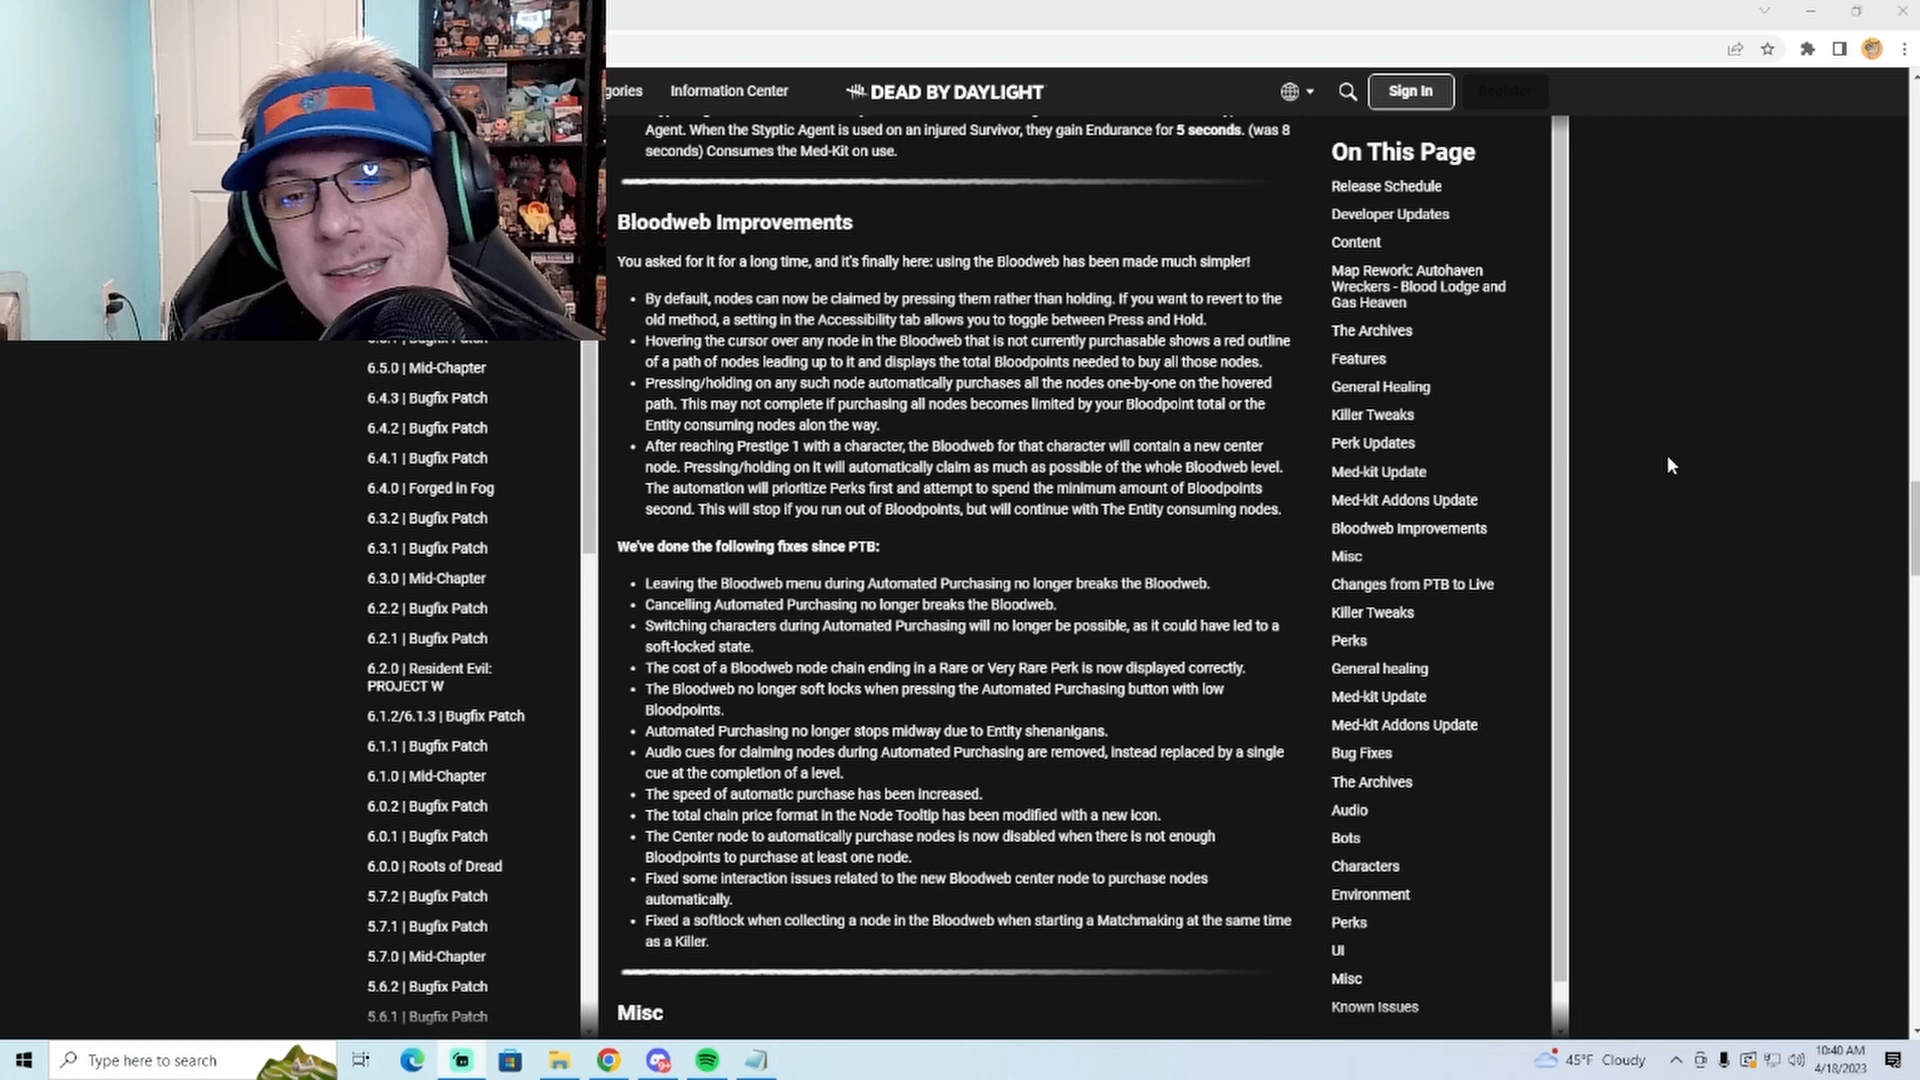 gories
Information Center
DEAD BY DAYLIGHT
Sign In
Register
Agent. When the Styptic Agent is used on an injured Survivor, they gain Endurance for 5 seconds. (was 8
seconds) Consumes the Med-Kit on use.
Bloodweb Improvements
You asked for it for a long time, and it's finally here: using the Bloodweb has been made much simpler!
• By default, nodes can now be claimed by pressing them rather than holding. If you want to revert to the
old method, a setting in the Accessibility tab allows you to toggle between Press and Hold.
• Hovering the cursor over any node in the Bloodweb that is not currently purchasable shows a red outline
of a path of nodes leading up to it and displays the total Bloodpoints needed to buy all those nodes.
• Pressing/holding on any such node automatically purchases all the nodes one-by-one on the hovered
path. This may not complete if purchasing all nodes becomes limited by your Bloodpoint total or the
Entity consuming nodes alon the way.
• After reaching Prestige 1 with a character, the Bloodweb for that character will contain a new center
node. Pressing/holding on it will automatically claim as much as possible of the whole Bloodweb level.
The automation will prioritize Perks first and attempt to spend the minimum amount of Bloodpoints
second. This will stop if you run out of Bloodpoints, but will continue with The Entity consuming nodes.
We've done the following fixes since PTB:
• Leaving the Bloodweb menu during Automated Purchasing no longer breaks the Bloodweb.
• Cancelling Automated Purchasing no longer breaks the Bloodweb.
• Switching characters during Automated Purchasing will no longer be possible, as it could have led to a
soft-locked state.
• The cost of a Bloodweb node chain ending in a Rare or Very Rare Perk is now displayed correctly.
• The Bloodweb no longer soft locks when pressing the Automated Purchasing button with low
Bloodpoints.
• Automated Purchasing no longer stops midway due to Entity shenanigans.
• Audio cues for claiming nodes during Automated Purchasing are removed, instead replaced by a single
cue at the completion of a level.
• The speed of automatic purchase has been increased.
• The total chain price format in the Node Tooltip has been modified with a new icon.
• The Center node to automatically purchase nodes is now disabled when there is not enough
Bloodpoints to purchase at least one node.
• Fixed some interaction issues related to the new Bloodweb center node to purchase nodes
automatically.
• Fixed a softlock when collecting a node in the Bloodweb when starting a Matchmaking at the same time
as a Killer.
Misc
On This Page
Release Schedule
Developer Updates
Content
Map Rework: Autohaven
Wreckers - Blood Lodge and
Gas Heaven
The Archives
Features
General Healing
Killer Tweaks
Perk Updates
Med-kit Update
Med-kit Addons Update
Bloodweb Improvements
Misc
Changes from PTB to Live
Killer Tweaks
Perks
General healing
Med-kit Update
Med-kit Addons Update
Bug Fixes
The Archives
Audio
Bots
Characters
Environment
Perks
UI
Misc
Known Issues
6.5.0 | Mid-Chapter
6.4.3 | Bugfix Patch
6.4.2 | Bugfix Patch
6.4.1 | Bugfix Patch
6.4.0 | Forged in Fog
6.3.2 | Bugfix Patch
6.3.1 | Bugfix Patch
6.3.0 | Mid-Chapter
6.2.2 | Bugfix Patch
6.2.1 | Bugfix Patch
6.2.0 | Resident Evil:
PROJECT W
6.1.2/6.1.3 | Bugfix Patch
6.1.1 | Bugfix Patch
6.1.0 | Mid-Chapter
6.0.2 | Bugfix Patch
6.0.1 | Bugfix Patch
6.0.0 | Roots of Dread
5.7.2 | Bugfix Patch
5.7.1 | Bugfix Patch
5.7.0 | Mid-Chapter
5.6.2 | Bugfix Patch
5.6.1 | Bugfix Patch
Type here to search
9+
45°F Cloudy
10:40 AM
4/18/2023